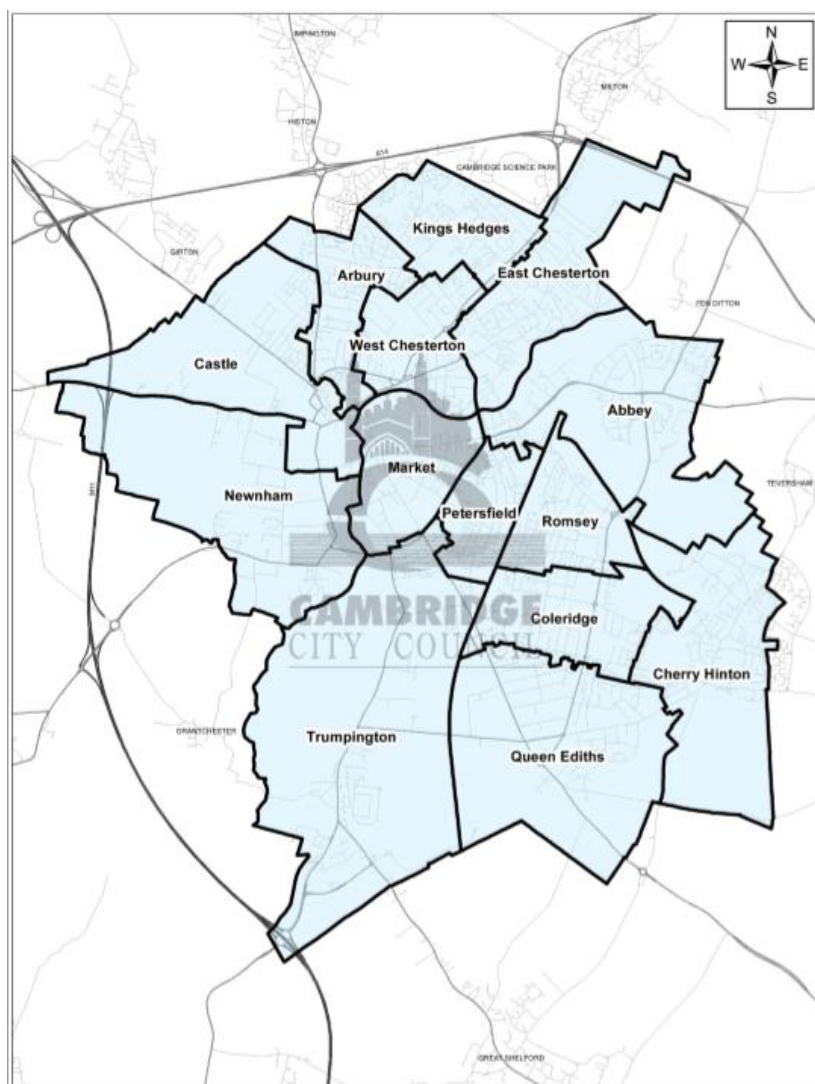 IMPINGTON
N
W E
S
MILTON
HISTON
A14
CAMBRIDGE SCIENCE PARK
Kings Hedges
GIRTON
Arbury
East Chesterton
FEN DITTON
West Chesterton
Castle
Abbey
Market
Newnham
M11
TEVERSHAM
Petersfield
Romsey
CAMBRIDGE
CITY COUNCIL
Coleridge
Cherry Hinton
GRANTCHESTER
Trumpington
Queen Ediths
GREAT SHELFORD